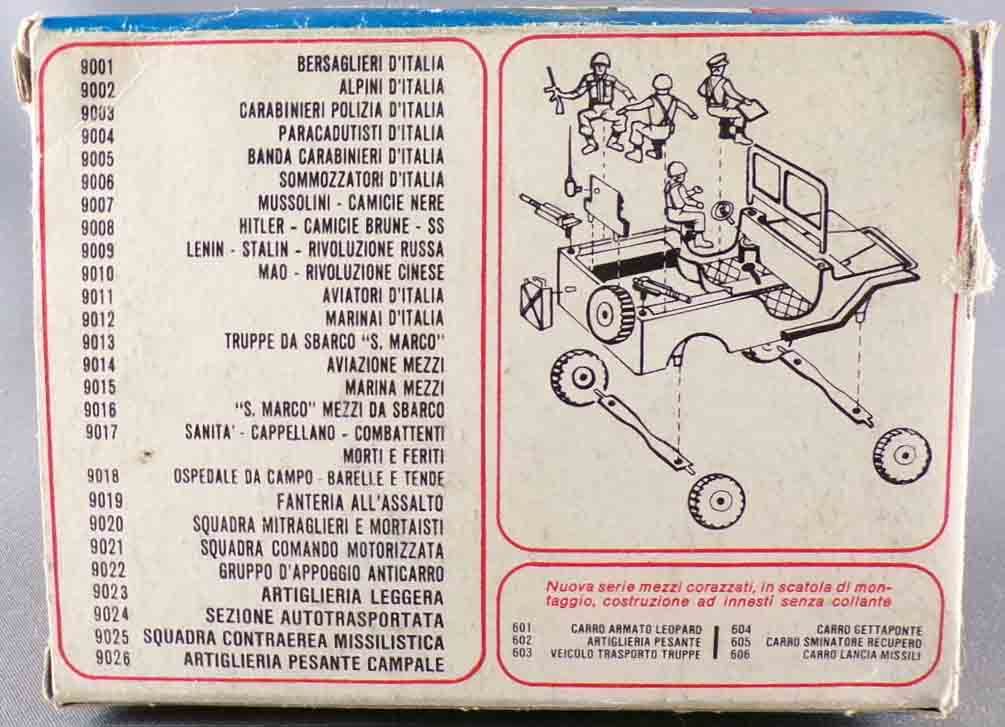 9001 BERSAGLIERI D'ITALIA
9002 ALPINI D'ITALIA
9003 CARABINIERI POLIZIA D'ITALIA
9004 PARACADUTISTI D'ITALIA
9005 BANDA CARABINIERI D'ITALIA
9006 SOMMOZZATORI D'ITALIA
9007 MUSSOLINI - CAMICIE NERE
9008 HITLER - CAMICIE BRUNE - SS
9009 LENIN - STALIN - RIVOLUZIONE RUSSA
9010 MAO - RIVOLUZIONE CINESE
9011 AVIATORI D'ITALIA
9012 MARINAI D'ITALIA
9013 TRUPPE DA SBARCO "S. MARCO"
9014 AVIAZIONE MEZZI
9015 MARINA MEZZI
9016 "S. MARCO" MEZZI DA SBARCO
9017 SANITA' - CAPPELLANO - COMBATTENTI
MORTI E FERITI
9018 OSPEDALE DA CAMPO - BARELLE E TENDE
9019 FANTERIA ALL'ASSALTO
9020 SQUADRA MITRAGLIERI E MORTAISTI
9021 SQUADRA COMANDO MOTORIZZATA
9022 GRUPPO D'APPOGGIO ANTICARRO
9023 ARTIGLIERIA LEGGERA
9024 SEZIONE AUTOTRASPORTATA
9025 SQUADRA CONTRAEREA MISSILISTICA
9026 ARTIGLIERIA PESANTE CAMPALE
Nuova serie mezzi corazzati, in scatola di mon-
taggio, costruzione ad innesti senza collante
601 CARRO ARMATO LEOPARD
602 ARTIGLIERIA PESANTE
603 VEICOLO TRASPORTO TRUPPE
604 CARRO GETTAPONTE
605 CARRO SMINATORE RECUPERO
606 CARRO LANCIA MISSILI